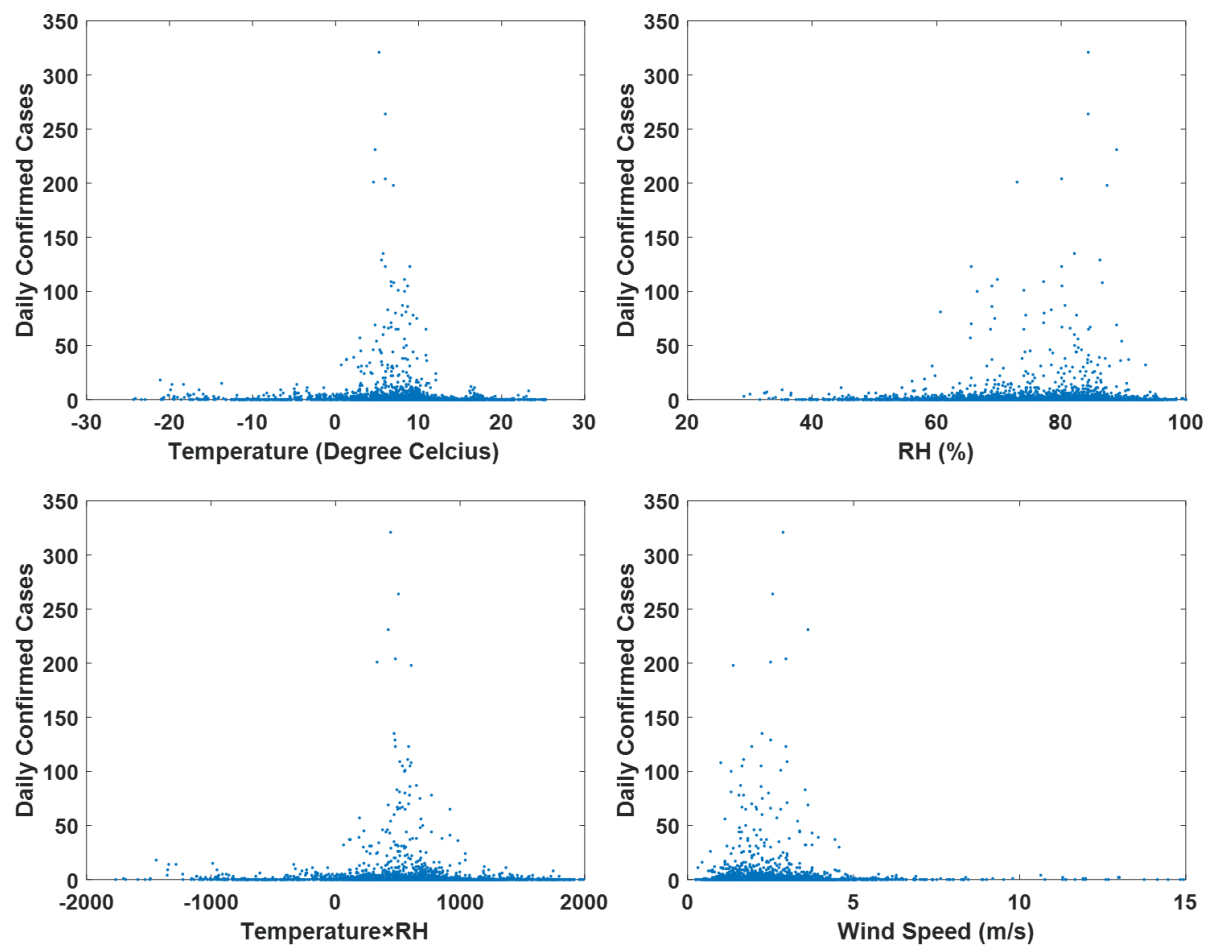 350
300
250
200
150
100
50
0
Daily Confirmed Cases
-30 -20 -10 0 10 20 30
Temperature (Degree Celcius)
350
300
250
200
150
100
50
0
Daily Confirmed Cases
20 40 60 80 100
RH (%)
350
300
250
200
150
100
50
0
Daily Confirmed Cases
-2000 -1000 0 1000 2000
Temperature×RH
350
300
250
200
150
100
50
0
Daily Confirmed Cases
0 5 10 15
Wind Speed (m/s)